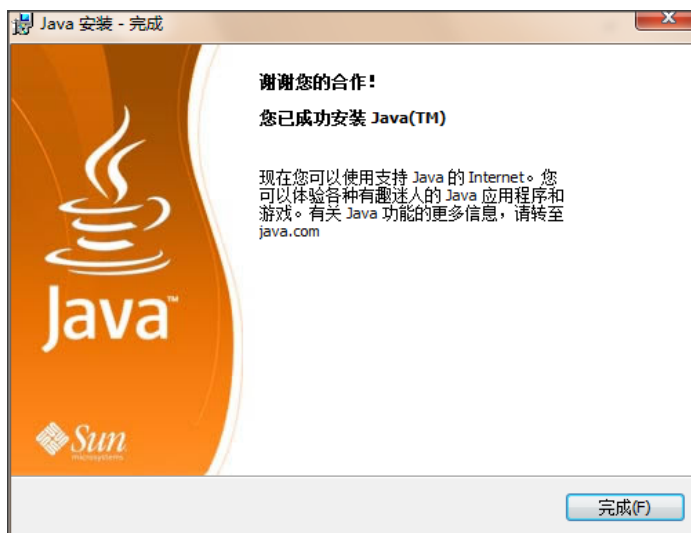 Java 安装 - 完成
谢谢您的合作！
您已成功安装 Java(TM)
现在您可以使用支持 Java 的 Internet。您
可以体验各种有趣迷人的 Java 应用程序和
游戏。有关 Java 功能的更多信息，请转至
java.com
Java™
Sun
microsystems
完成(F)